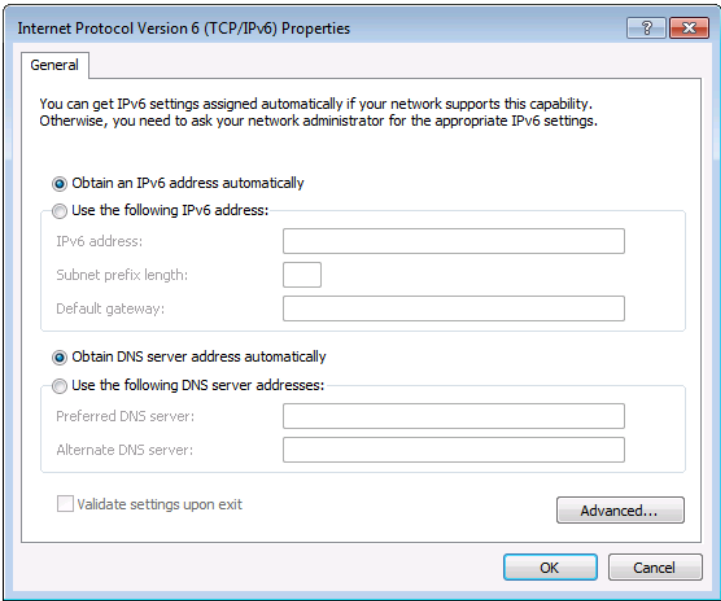 Internet Protocol Version 6 (TCP/IPv6) Properties
?
General
You can get IPv6 settings assigned automatically if your network supports this capability.
Otherwise, you need to ask your network administrator for the appropriate IPv6 settings.
Obtain an IPv6 address automatically
Use the following IPv6 address:
IPv6 address:
Subnet prefix length:
Default gateway:
Obtain DNS server address automatically
Use the following DNS server addresses:
Preferred DNS server:
Alternate DNS server:
Validate settings upon exit
Advanced...
OK
Cancel